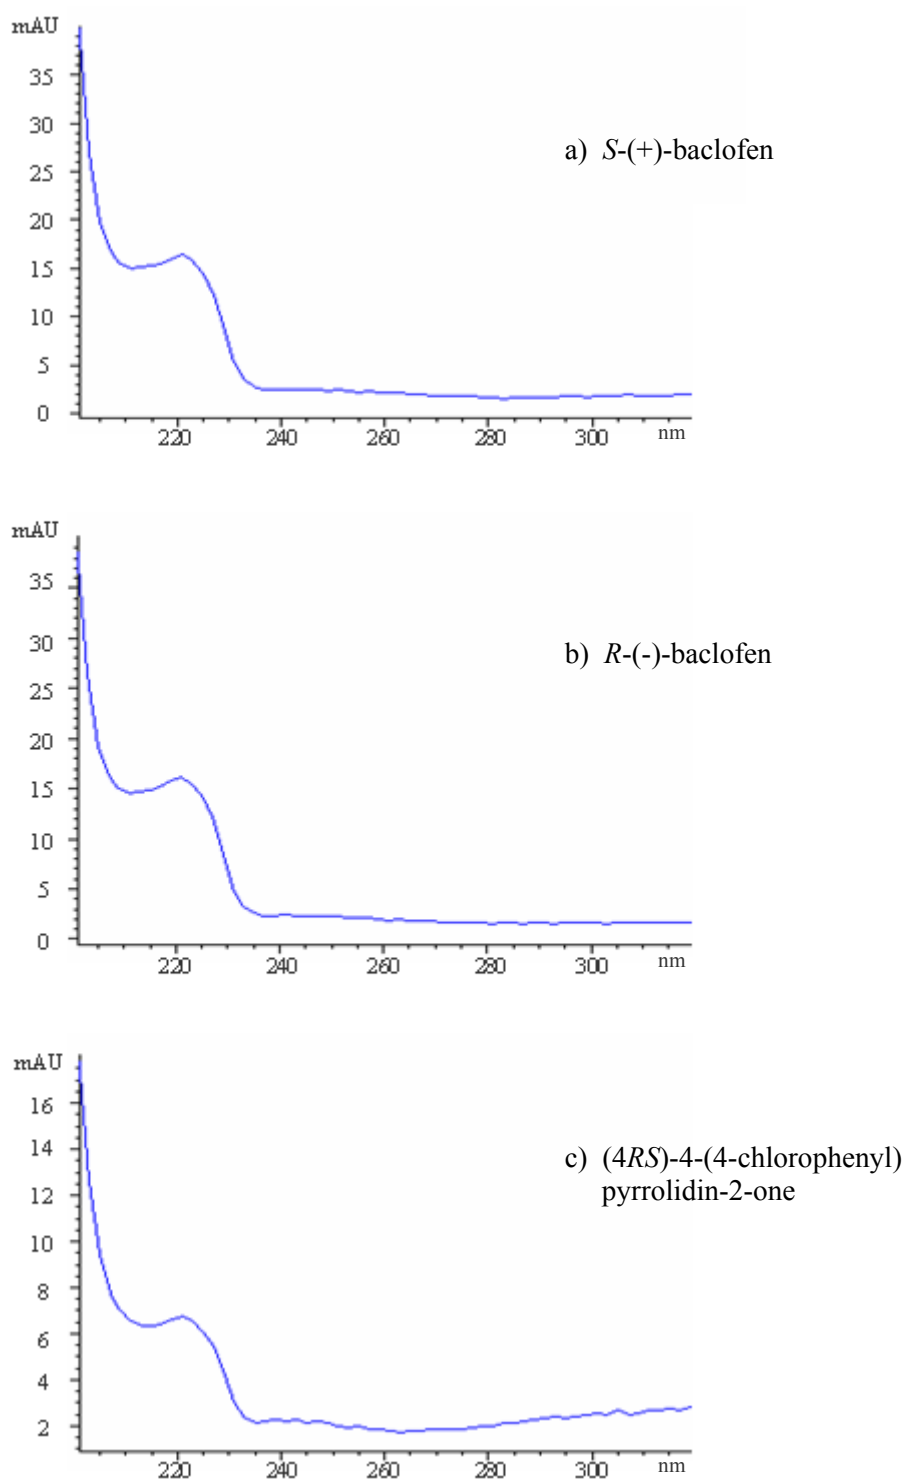 mAU
35
30
25
20
15
10
5
0
a) S-(+)-baclofen
220 240 260 280 300 nm
mAU
35
30
25
20
15
10
5
0
b) R-(-)-baclofen
220 240 260 280 300 nm
mAU
16
14
12
10
8
6
4
2
c) (4RS)-4-(4-chlorophenyl)
pyrrolidin-2-one
220 240 260 280 300 nm